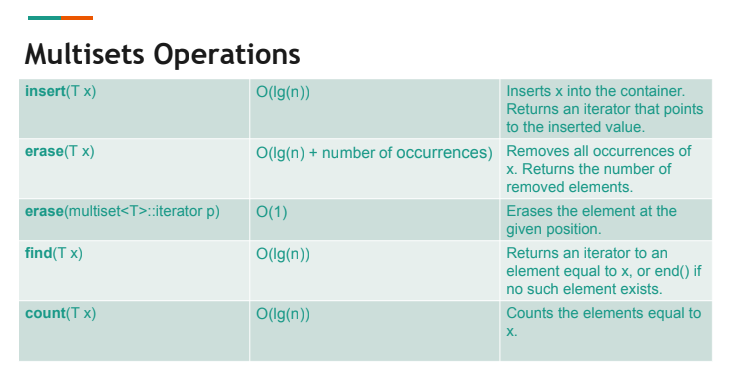 Multisets Operations
insert(T x)
O(lg(n))
Inserts x into the container.
Returns an iterator that points
to the inserted value.
erase(T x)
O(lg(n) + number of occurrences)
Removes all occurrences of
x. Returns the number of
removed elements.
erase(multiset<T>::iterator p)
O(1)
Erases the element at the
given position.
find(T x)
O(lg(n))
Returns an iterator to an
element equal to x, or end() if
no such element exists.
count(T x)
O(lg(n))
Counts the elements equal to
x.